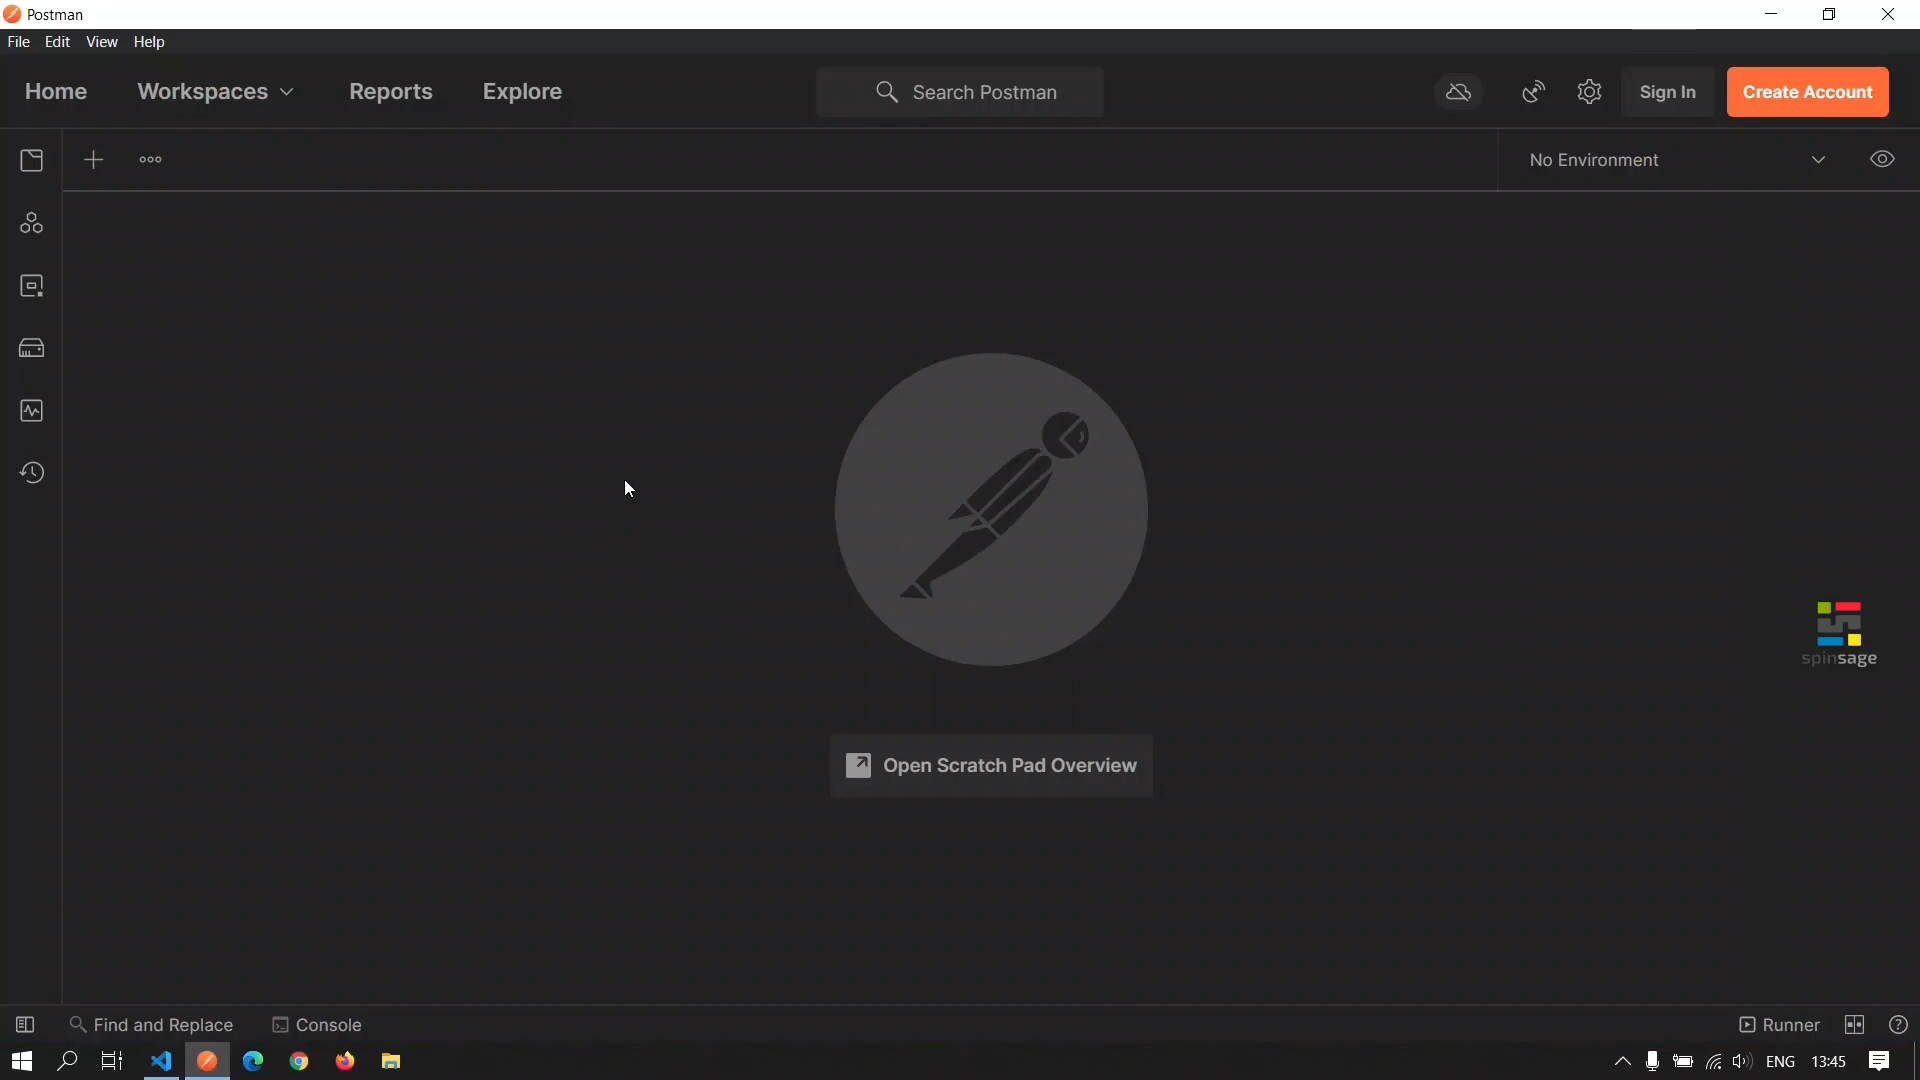 Postman
File Edit View Help
Home Workspaces Reports Explore Search Postman Sign In Create Account
No Environment
spinsage
Open Scratch Pad Overview
Find and Replace Console Runner
ENG 13:45